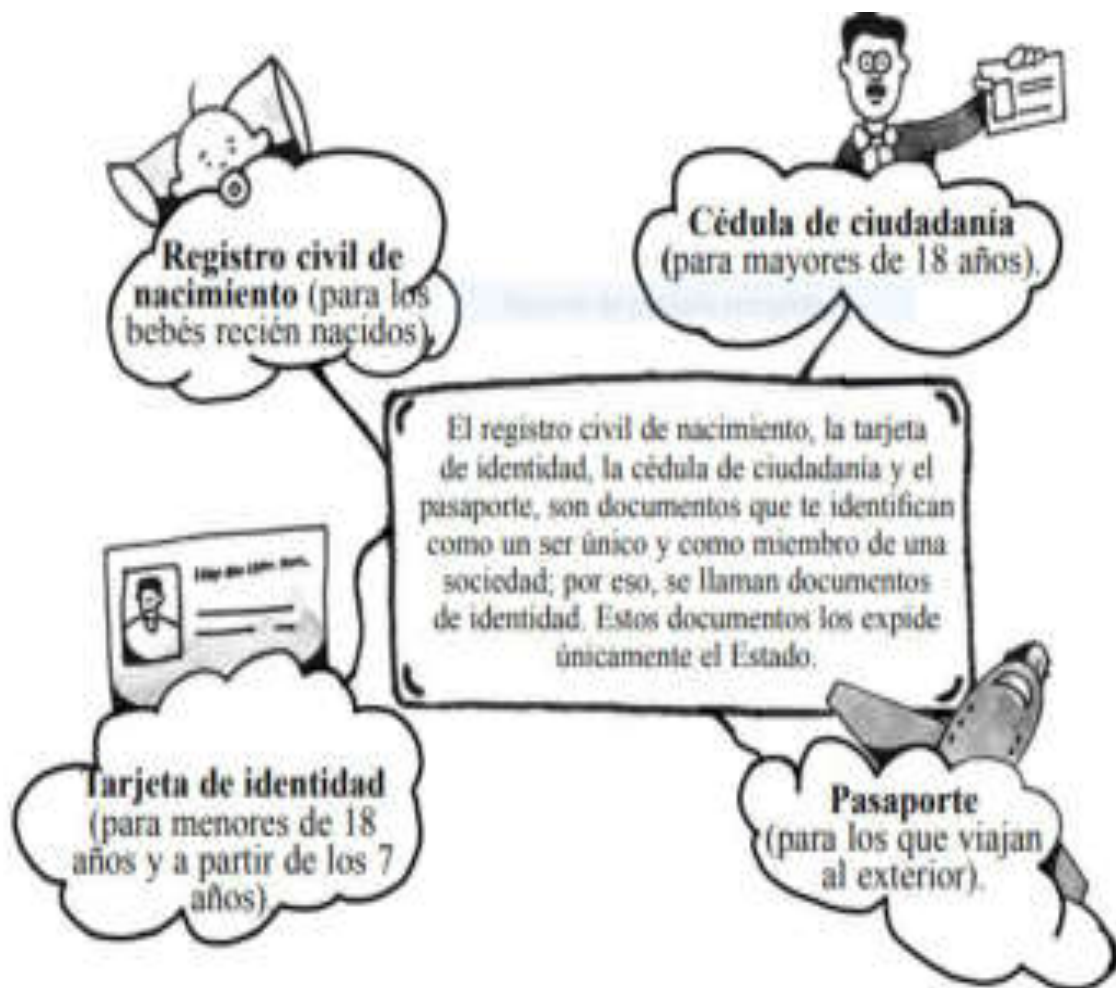 Registro civil de
nacimiento (para los
bebés recién nacidos).
Cédula de ciudadanía
(para mayores de 18 años).
El registro civil de nacimiento, la tarjeta
de identidad, la cédula de ciudadanía y el
pasaporte, son documentos que te identifican
como un ser único y como miembro de una
sociedad; por eso, se llaman documentos
de identidad. Estos documentos los expide
únicamente el Estado.
Tarjeta de identidad
(para menores de 18
años y a partir de los 7
años).
Pasaporte
(para los que viajan
al exterior).